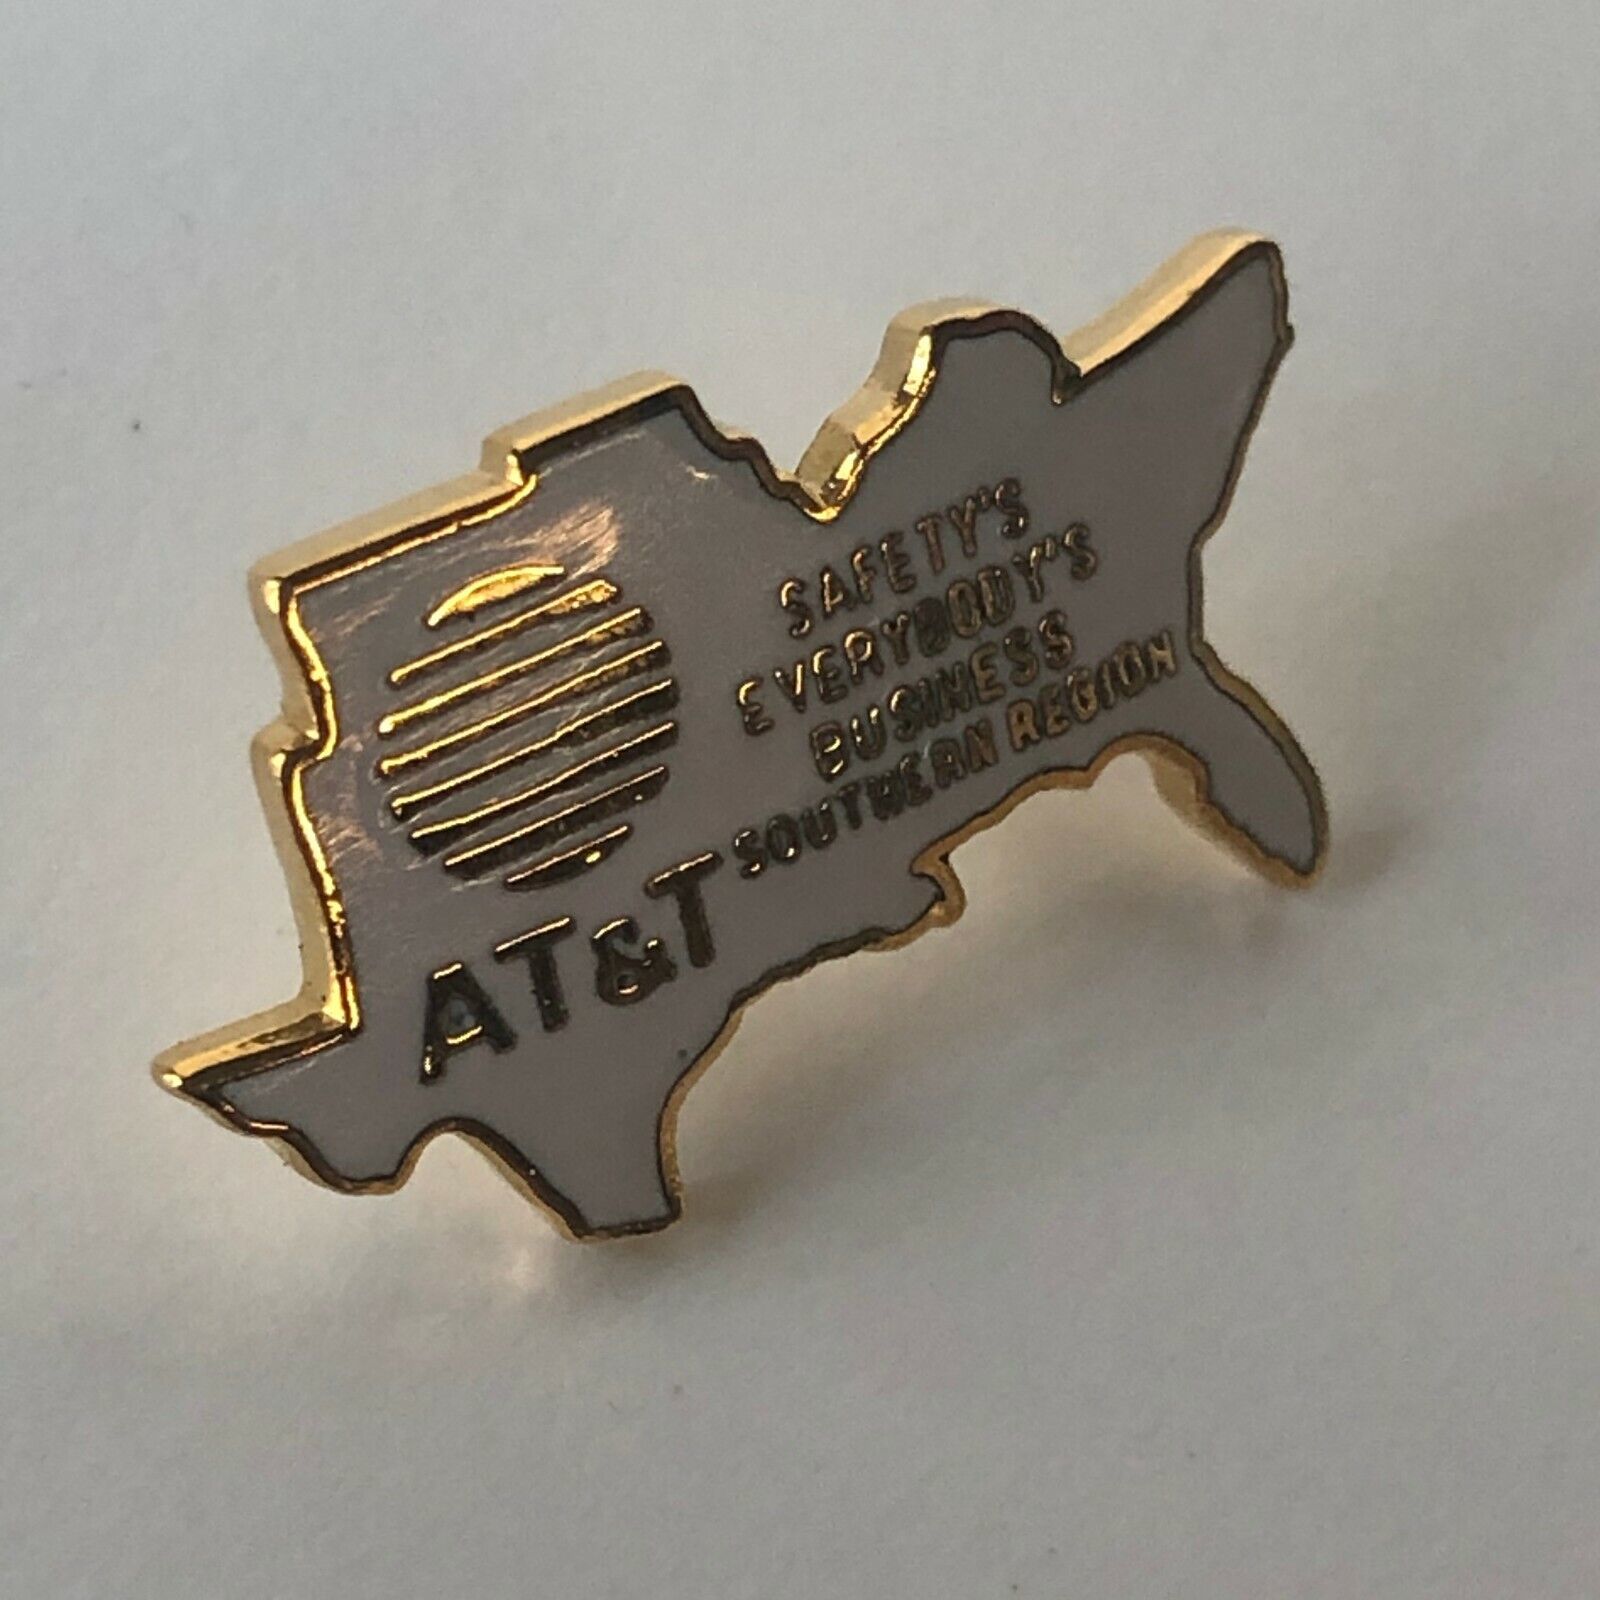 SAFETY'S
EVERYBODY'S
BUSINESS
SOUTHERN REGION
AT&T